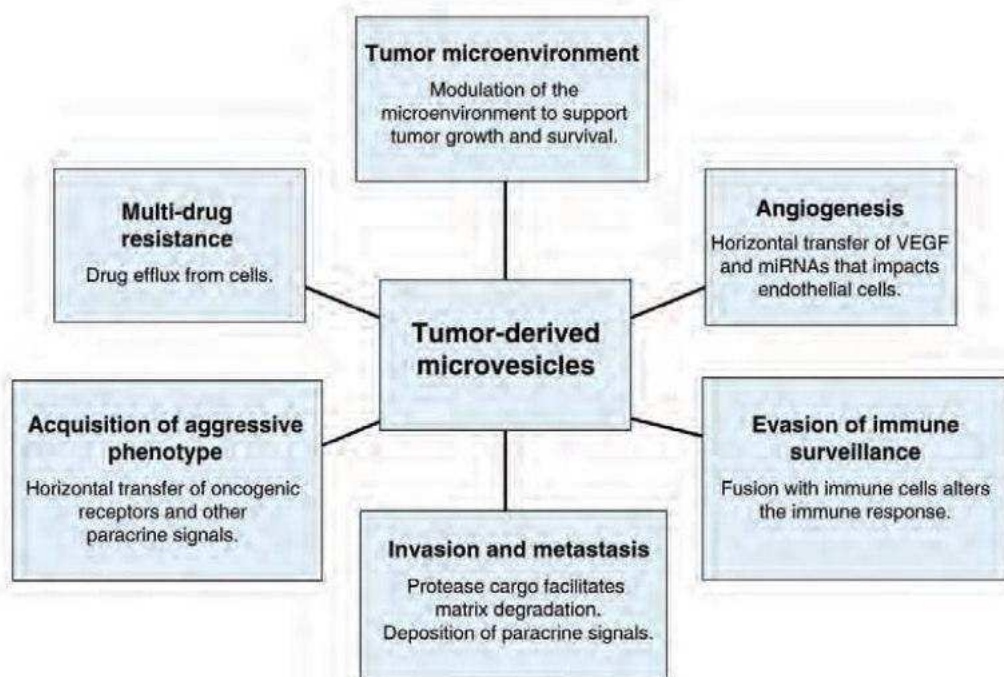 Tumor microenvironment
Modulation of the
microenvironment to support
tumor growth and survival.
Multi-drug
resistance
Drug efflux from cells.
Angiogenesis
Horizontal transfer of VEGF
and miRNAs that impacts
endothelial cells.
Tumor-derived
microvesicles
Acquisition of aggressive
phenotype
Horizontal transfer of oncogenic
receptors and other
paracrine signals.
Evasion of immune
surveillance
Fusion with immune cells alters
the immune response.
Invasion and metastasis
Protease cargo facilitates
matrix degradation.
Deposition of paracrine signals.